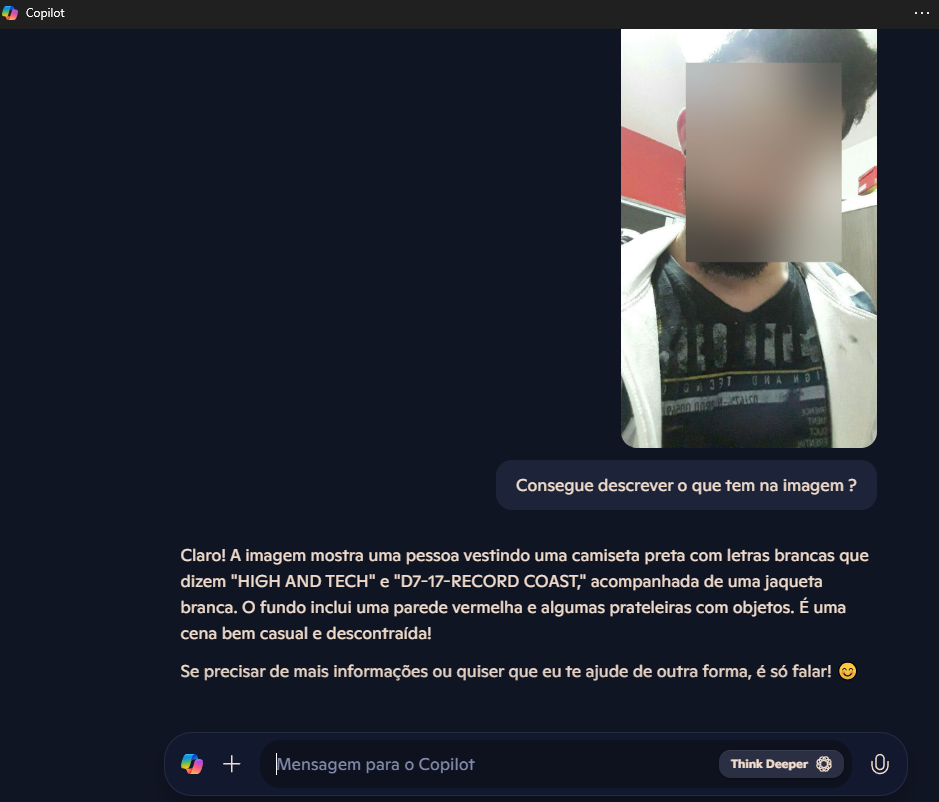 Copilot
Consegue descrever o que tem na imagem ?
Claro! A imagem mostra uma pessoa vestindo uma camiseta preta com letras brancas que
dizem "HIGH AND TECH" e "D7-17-RECORD COAST," acompanhada de uma jaqueta
branca. O fundo inclui uma parede vermelha e algumas prateleiras com objetos. É uma
cena bem casual e descontraída!
Se precisar de mais informações ou quiser que eu te ajude de outra forma, é só falar! 😊
Mensagem para o Copilot
Think Deeper